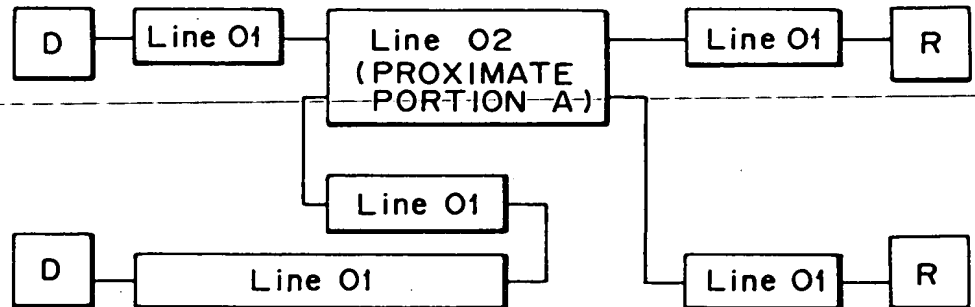 D
Line 01
Line 02
(PROXIMATE
PORTION A)
Line 01
R
Line 01
D
Line 01
Line 01
R